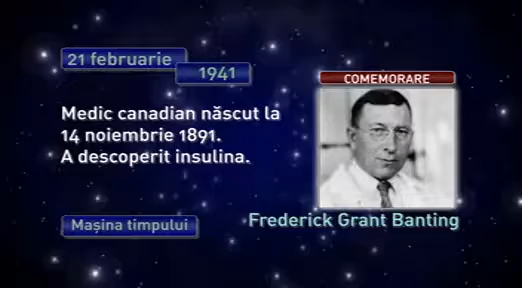 21 februarie
1941
COMEMORARE
Medic canadian născut la
14 noiembrie 1891.
A descoperit insulina.
Frederick Grant Banting
Mașina timpului